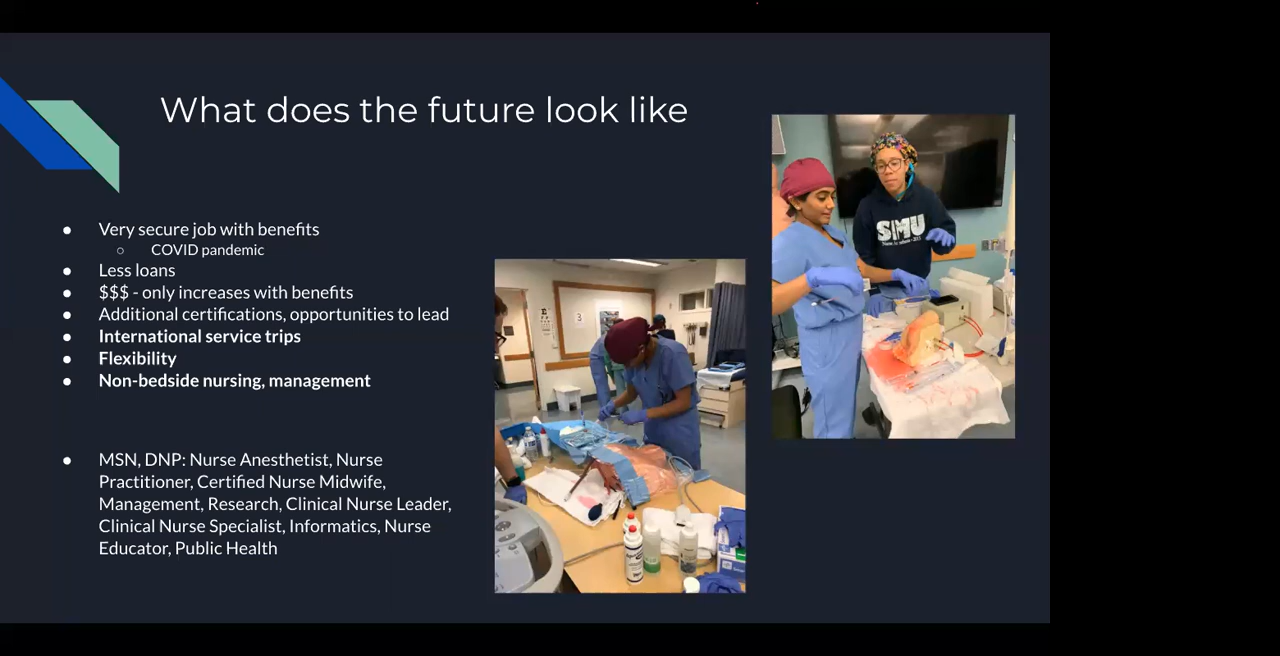 What does the future look like
Very secure job with benefits
COVID pandemic
Less loans
$$$ - only increases with benefits
Additional certifications, opportunities to lead
International service trips
Flexibility
Non-bedside nursing, management
MSN, DNP: Nurse Anesthetist, Nurse
Practitioner, Certified Nurse Midwife,
Management, Research, Clinical Nurse Leader,
Clinical Nurse Specialist, Informatics, Nurse
Educator, Public Health
3
SMU